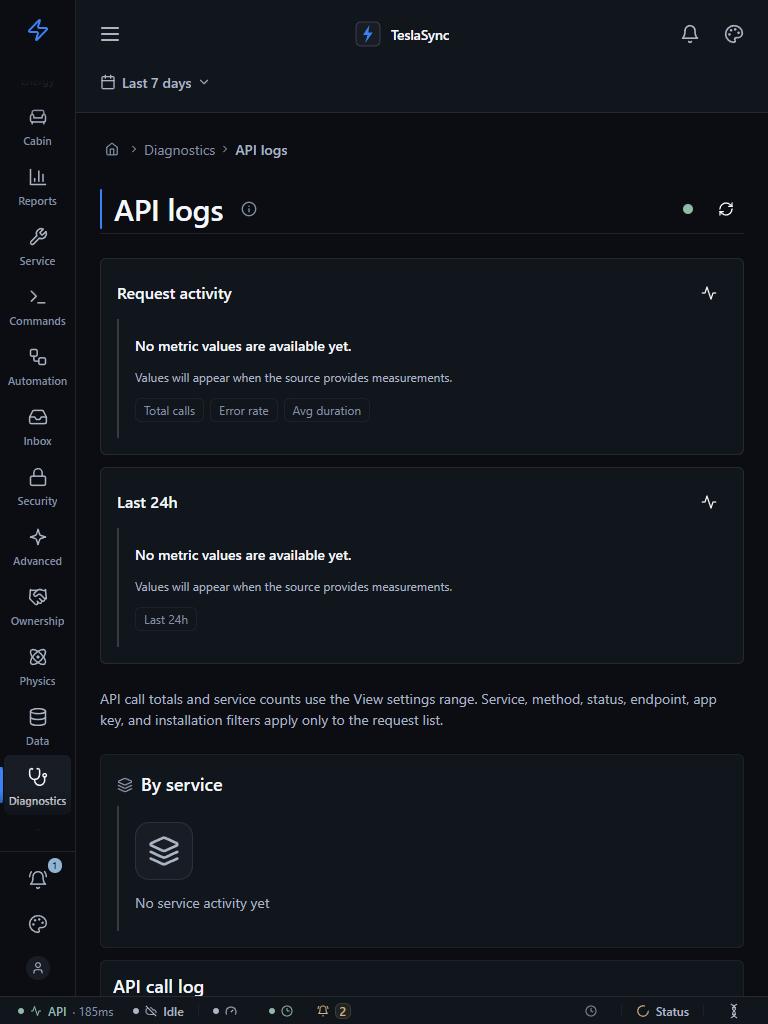 TeslaSync
Last 7 days
Cabin
Reports
Service
Commands
Automation
Inbox
Security
Advanced
Ownership
Physics
Data
Diagnostics
1
Diagnostics > API logs
API logs
Request activity
No metric values are available yet.
Values will appear when the source provides measurements.
Total calls Error rate Avg duration
Last 24h
No metric values are available yet.
Values will appear when the source provides measurements.
Last 24h
API call totals and service counts use the View settings range. Service, method, status, endpoint, app
key, and installation filters apply only to the request list.
By service
No service activity yet
API call log
API · 185ms Idle 2 Status